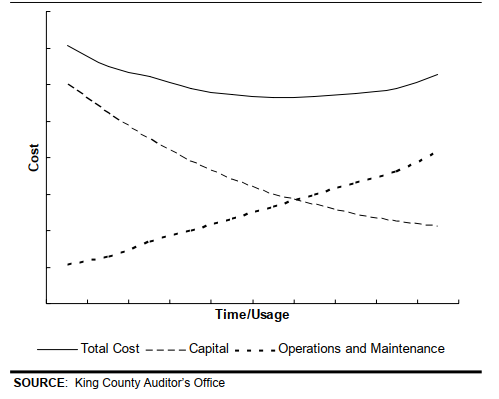 Cost
Time/Usage
Total Cost Capital Operations and Maintenance
SOURCE: King County Auditor's Office